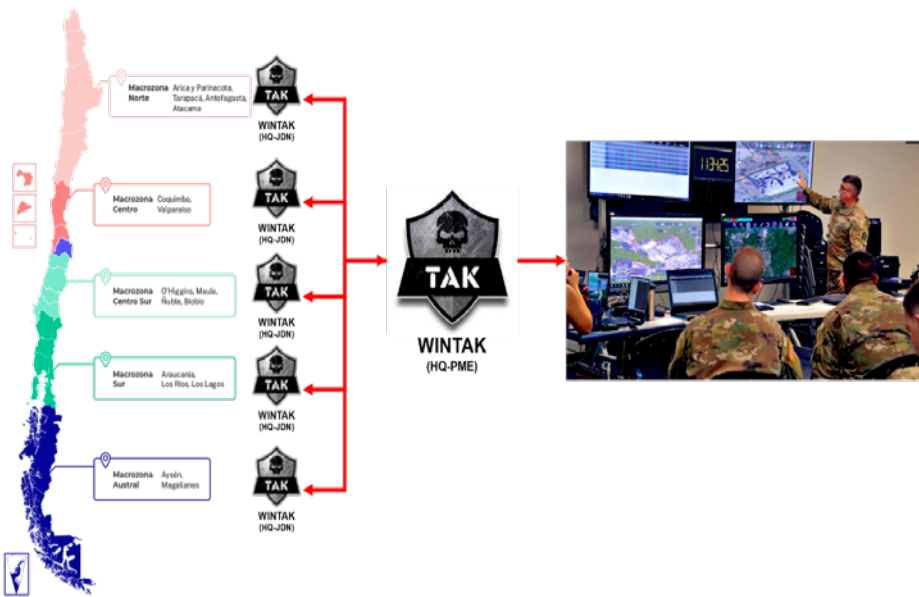 Macrozona Norte
Arica y Parinacota,
Tarapacá, Antofagasta,
Atacama
TAK
WINTAK
(HQ-JDN)
Macrozona Centro
Coquimbo,
Valparaíso
TAK
WINTAK
(HQ-JDN)
Macrozona Centro Sur
O'Higgins, Maule,
Ñuble, Biobío
TAK
WINTAK
(HQ-JDN)
Macrozona Sur
Araucanía,
Los Ríos, Los Lagos
TAK
WINTAK
(HQ-JDN)
Macrozona Austral
Aysén,
Magallanes
TAK
WINTAK
(HQ-JDN)
TAK
WINTAK
(HQ-PME)
113425